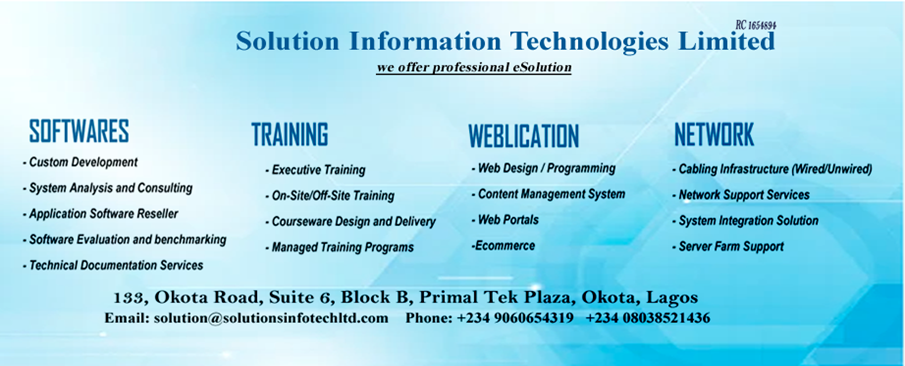 RC 1654894
Solution Information Technologies Limited
we offer professional eSolution
SOFTWARES
- Custom Development
- System Analysis and Consulting
- Application Software Reseller
- Software Evaluation and benchmarking
- Technical Documentation Services
TRAINING
- Executive Training
- On-Site/Off-Site Training
- Courseware Design and Delivery
- Managed Training Programs
WEBLICATION
- Web Design / Programming
- Content Management System
- Web Portals
-Ecommerce
NETWORK
- Cabling Infrastructure (Wired/Unwired)
- Network Support Services
- System Integration Solution
- Server Farm Support
133, Okota Road, Suite 6, Block B, Primal Tek Plaza, Okota, Lagos
Email: solution@solutionsinfotechltd.com Phone: +234 9060654319 +234 08038521436